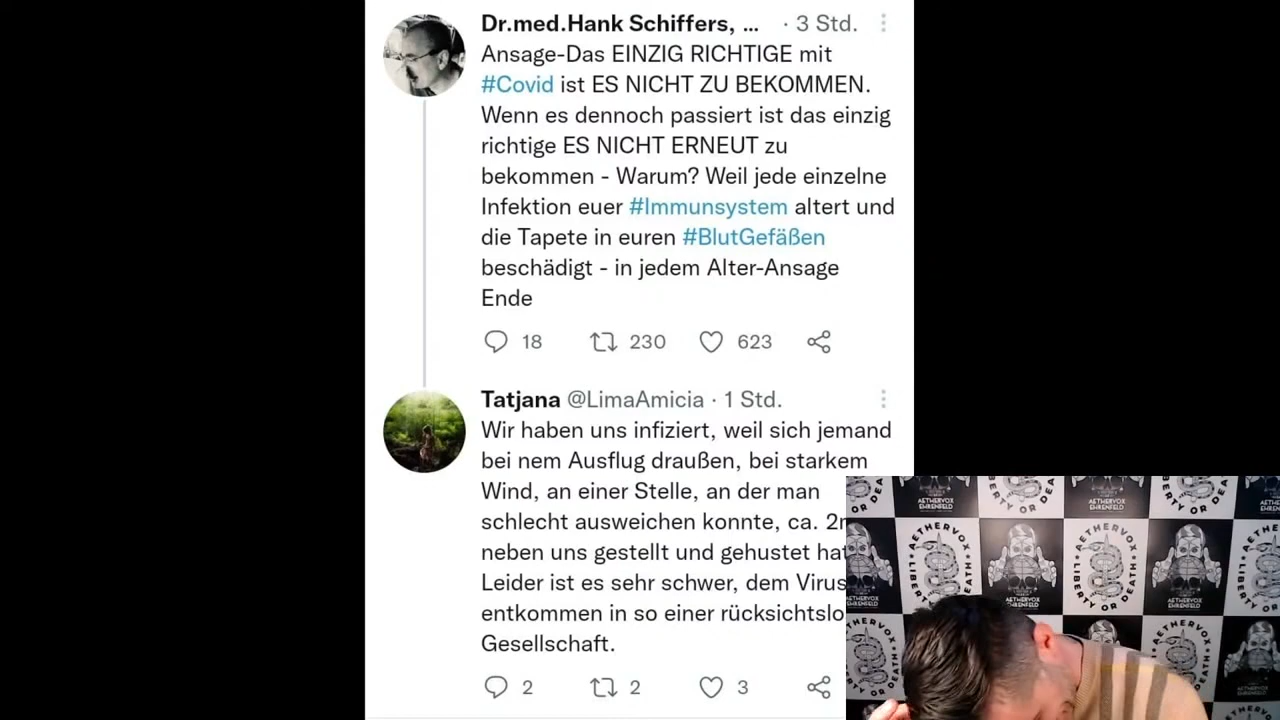 Dr.med.Hank Schiffers, ... · 3 Std.
Ansage-Das EINZIG RICHTIGE mit
#Covid ist ES NICHT ZU BEKOMMEN.
Wenn es dennoch passiert ist das einzig
richtige ES NICHT ERNEUT zu
bekommen - Warum? Weil jede einzelne
Infektion euer #Immunsystem altert und
die Tapete in euren #BlutGefäßen
beschädigt - in jedem Alter-Ansage
Ende
18 230 623
Tatjana @LimaAmicia · 1 Std.
Wir haben uns infiziert, weil sich jemand
bei nem Ausflug draußen, bei starkem
Wind, an einer Stelle, an der man
schlecht ausweichen konnte, ca.
neben uns gestellt und gehustet hat
Leider ist es sehr schwer, dem Virus
entkommen in so einer
Gesellschaft.
2 2 3
AETHERVOX
EHRENFELD
AETHERVOX
LIBERTY OR DEATH